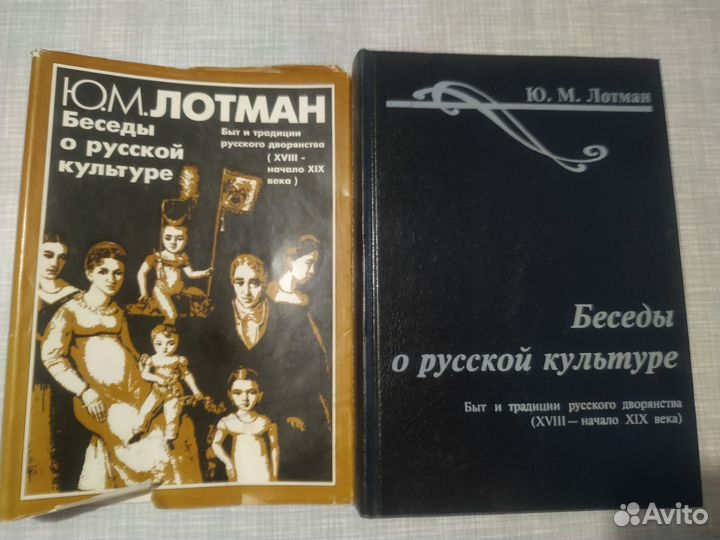 Ю.М. ЛОТМАН
Беседы
о русской
культуре
Быт и традиции
русского дворянства
( XVIII -
начало XIX
века )
Ю. М. Лотман
Беседы
о русской культуре
Быт и традиции русского дворянства
(XVIII — начало XIX века)
Avito